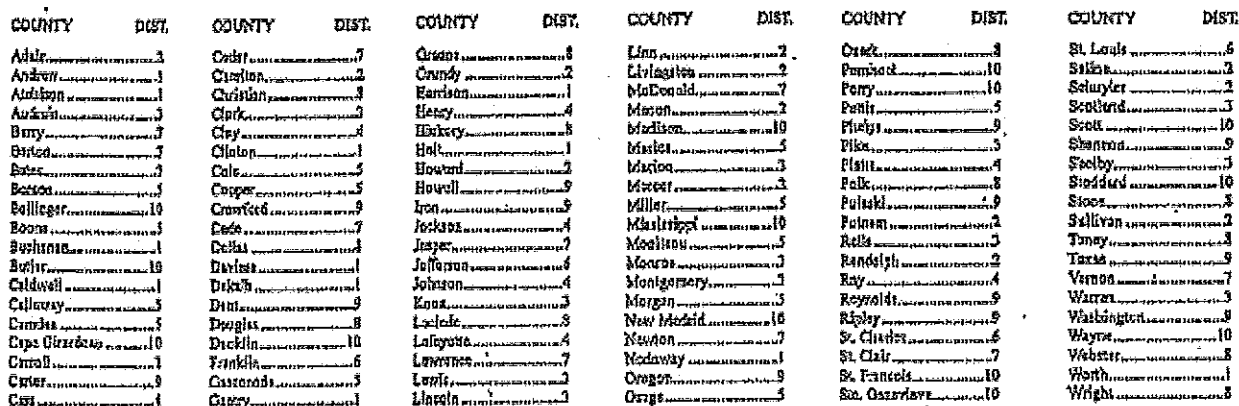 COUNTY DIST.
Adair 2
Andrew 1
Atchison 1
Audrain 3
Barry 7
Barton 7
Bates 7
Benton 5
Bollinger 10
Boone 5
Buchanan 1
Butler 10
Caldwell 1
Callaway 5
Camden 5
Cape Girardeau 10
Carroll 2
Carter 9
Cass 4
COUNTY DIST.
Cedar 7
Chariton 2
Christian 8
Clark 3
Clay 4
Clinton 1
Cole 5
Cooper 5
Crawford 9
Dade 7
Dallas 8
Daviess 1
Dekalb 1
Dent 9
Douglas 8
Dunklin 10
Franklin 6
Gasconade 5
Gentry 1
COUNTY DIST.
Greene 8
Grundy 2
Harrison 1
Henry 4
Hickory 8
Holt 1
Howard 2
Howell 9
Iron 9
Jackson 4
Jasper 7
Jefferson 6
Johnson 4
Knox 3
Laclede 8
Lafayette 4
Lawrence 7
Lewis 3
Lincoln 3
COUNTY DIST.
Linn 2
Livingston 2
McDonald 7
Macon 2
Madison 10
Maries 5
Marion 3
Mercer 2
Miller 5
Mississippi 10
Moniteau 5
Monroe 3
Montgomery 3
Morgan 5
New Madrid 10
Newton 7
Nodaway 1
Oregon 9
Osage 5
COUNTY DIST.
Ozark 8
Pemiscot 10
Perry 10
Pettis 5
Phelps 9
Pike 3
Platte 4
Polk 8
Pulaski 9
Putnam 2
Ralls 3
Randolph 2
Ray 4
Reynolds 9
Ripley 9
St. Charles 6
St. Clair 7
St. Francois 10
Ste. Genevieve 10
COUNTY DIST.
St. Louis 6
Saline 2
Schuyler 2
Scotland 3
Scott 10
Shannon 9
Shelby 3
Stoddard 10
Stone 8
Sullivan 2
Taney 8
Texas 9
Vernon 7
Warren 3
Washington 9
Wayne 10
Webster 8
Worth 1
Wright 8